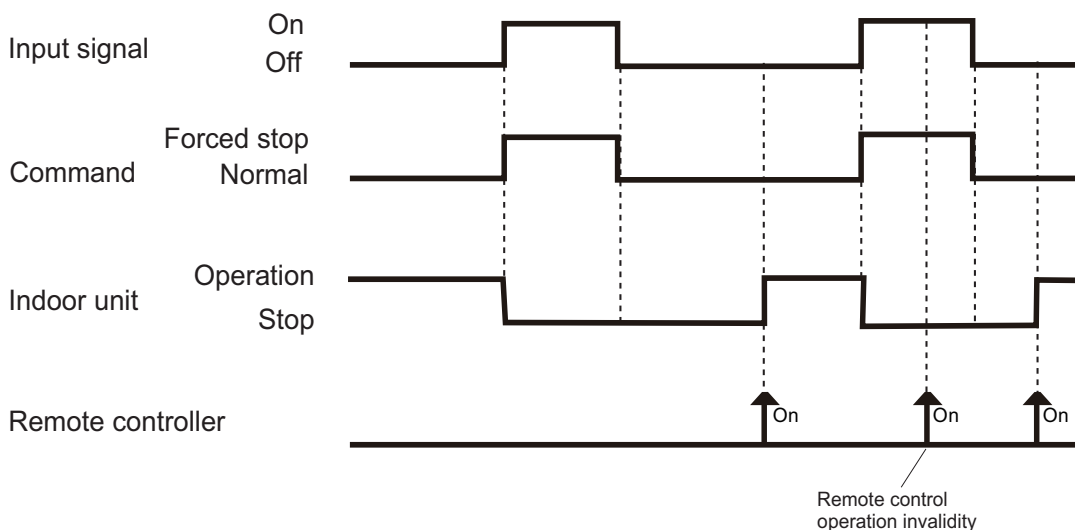 On
Input signal
Off
Forced stop
Command
Normal
Operation
Indoor unit
Stop
On
On
On
Remote controller
Remote control
operation invalidity